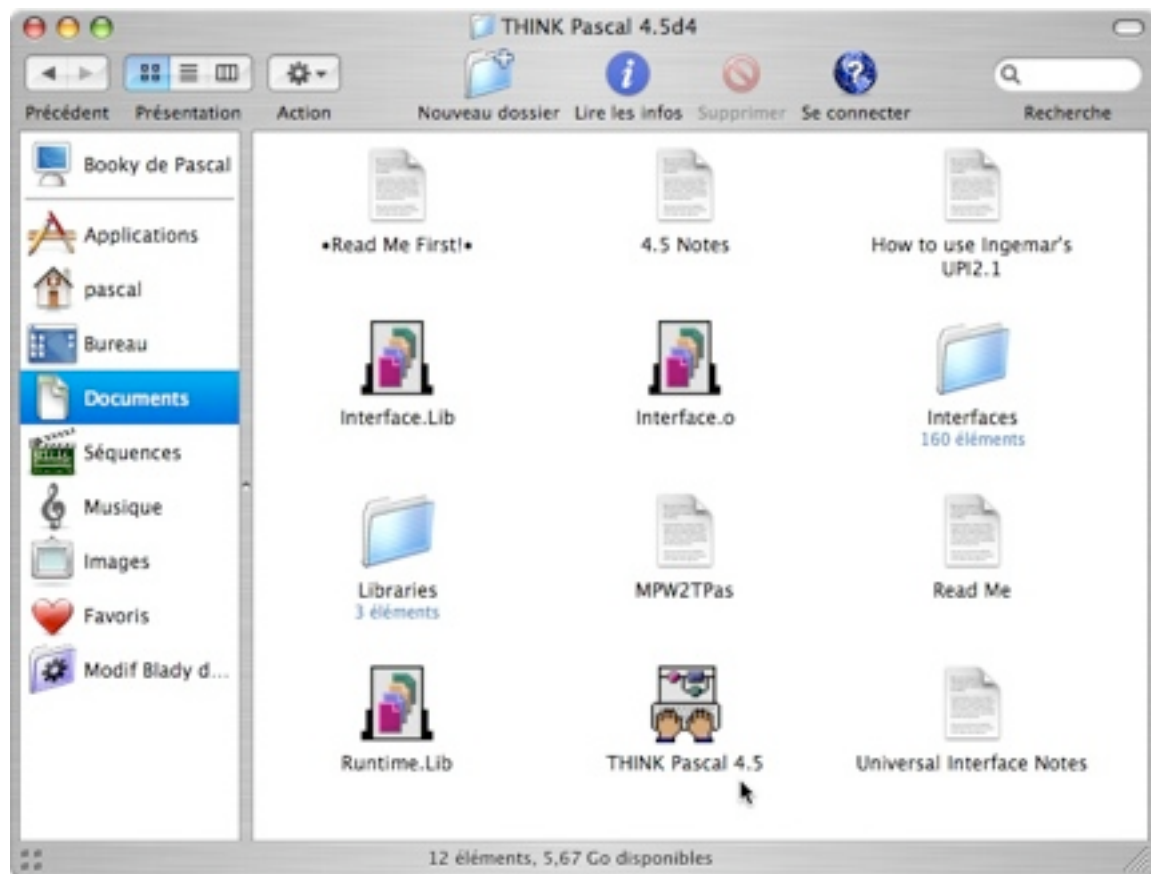 THINK Pascal 4.5d4
Précédent Présentation Action Nouveau dossier Lire les infos Supprimer Se connecter Recherche
Booky de Pascal
Applications
pascal
Bureau
Documents
Séquences
Musique
Images
Favoris
Modif Blady d...
•Read Me First!• 4.5 Notes How to use Ingemar's
UPI2.1
Interface.Lib Interface.o Interfaces
160 éléments
Libraries MPW2TPas Read Me
3 éléments
Runtime.Lib THINK Pascal 4.5 Universal Interface Notes
12 éléments, 5,67 Go disponibles